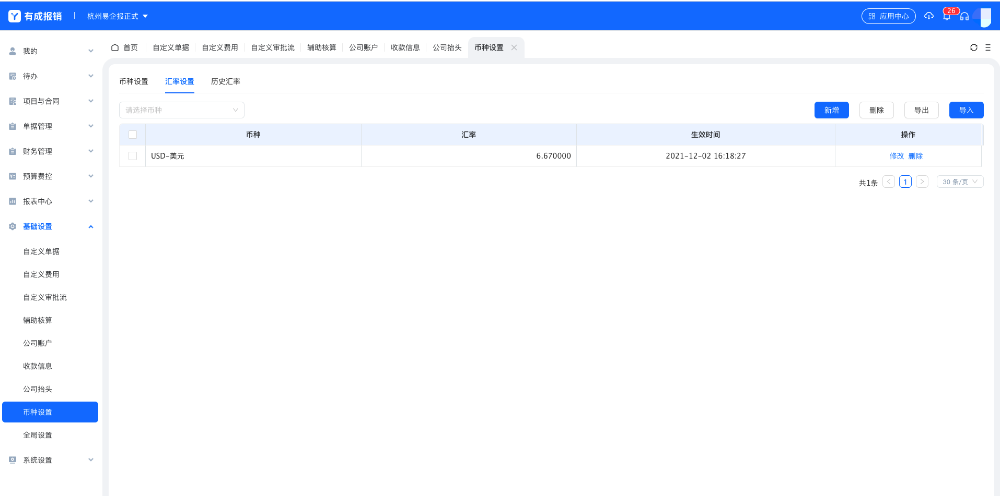 有成报销 杭州易企报正式 应用中心 26
首页 自定义单据 自定义费用 自定义审批流 辅助核算 公司账户 收款信息 公司抬头 币种设置
我的
待办
项目与合同
单据管理
财务管理
预算费控
报表中心
基础设置
自定义单据
自定义费用
自定义审批流
辅助核算
公司账户
收款信息
公司抬头
币种设置
全局设置
系统设置
币种设置 汇率设置 历史汇率
请选择币种 新增 删除 导出 导入
币种 汇率 生效时间 操作
USD-美元 6.670000 2021-12-02 16:18:27 修改 删除
共1条 1 30 条/页